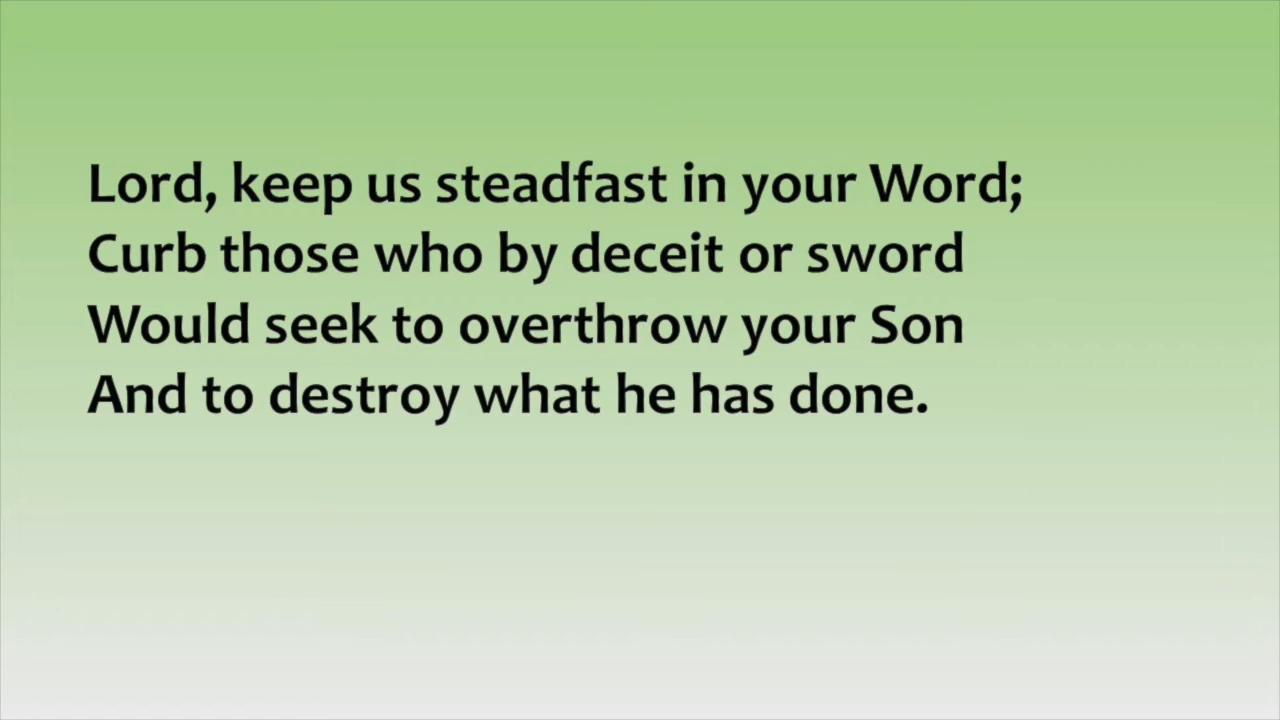 Lord, keep us steadfast in your Word;
Curb those who by deceit or sword
Would seek to overthrow your Son
And to destroy what he has done.